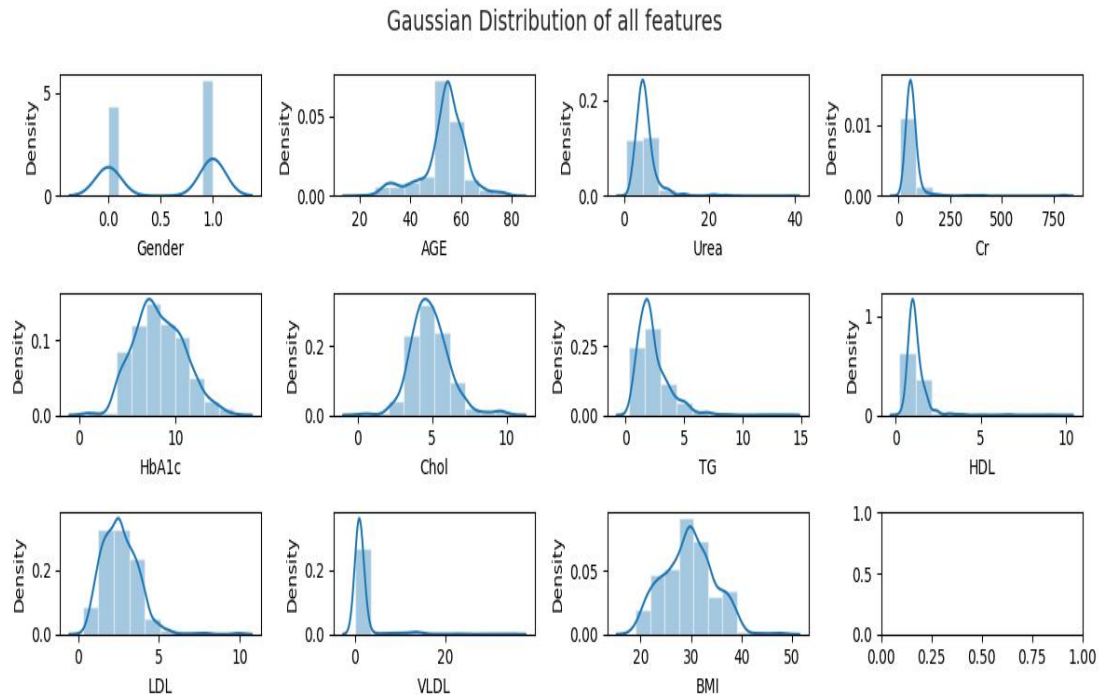 Gaussian Distribution of all features
Density
5
0
0.0 0.5 1.0
Gender
Density
0.05
0.00
20 40 60 80
AGE
Density
0.2
0.0
0 20 40
Urea
Density
0.01
0.00
0 250 500 750
Cr
Density
0.1
0.0
0 10
HbA1c
Density
0.2
0.0
0 5 10
Chol
Density
0.25
0.00
0 5 10 15
TG
Density
1
0
0 5 10
HDL
Density
0.2
0.0
0 5 10
LDL
Density
0.2
0.0
0 20
VLDL
Density
0.05
0.00
20 30 40 50
BMI
1.0
0.5
0.0
0.00 0.25 0.50 0.75 1.00